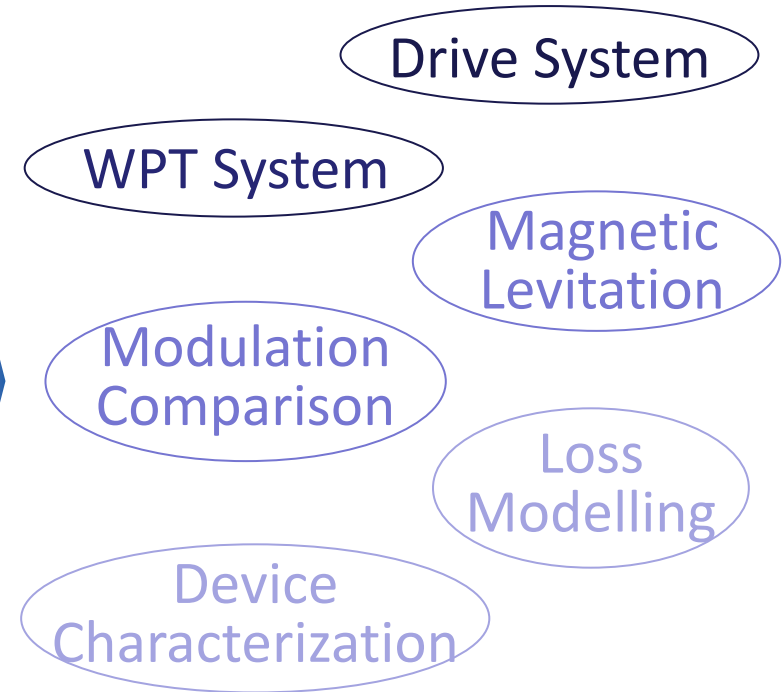 Drive System
WPT System
Magnetic
Levitation
Modulation
Comparison
Loss
Modelling
Device
Characterization